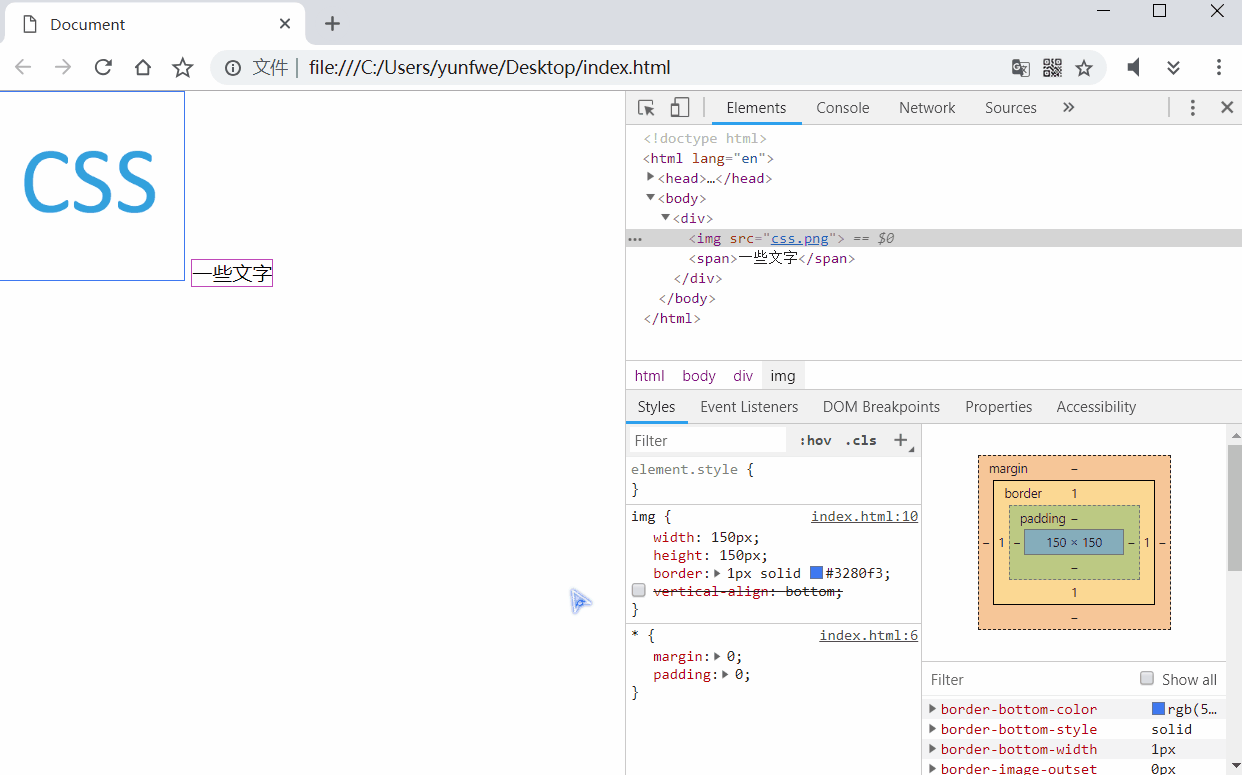 Document
文件 | file:///C:/Users/yunfwe/Desktop/index.html
CSS
一些文字
Elements Console Network Sources »
<!doctype html>
<html lang="en">
<head>…</head>
<body>
<div>
… <img src="css.png"> == $0
<span>一些文字</span>
</div>
</body>
</html>
html body div img
Styles Event Listeners DOM Breakpoints Properties Accessibility
Filter :hov .cls +
element.style {
}
img { index.html:10
width: 150px;
height: 150px;
border: 1px solid #3280f3;
vertical-align: bottom;
}
* { index.html:6
margin: 0;
padding: 0;
}
margin –
border 1
padding –
– 1 – 150 × 150 – 1 –
–
1
–
Filter Show all
border-bottom-color rgb(5…
border-bottom-style solid
border-bottom-width 1px
border-image-outset 0px